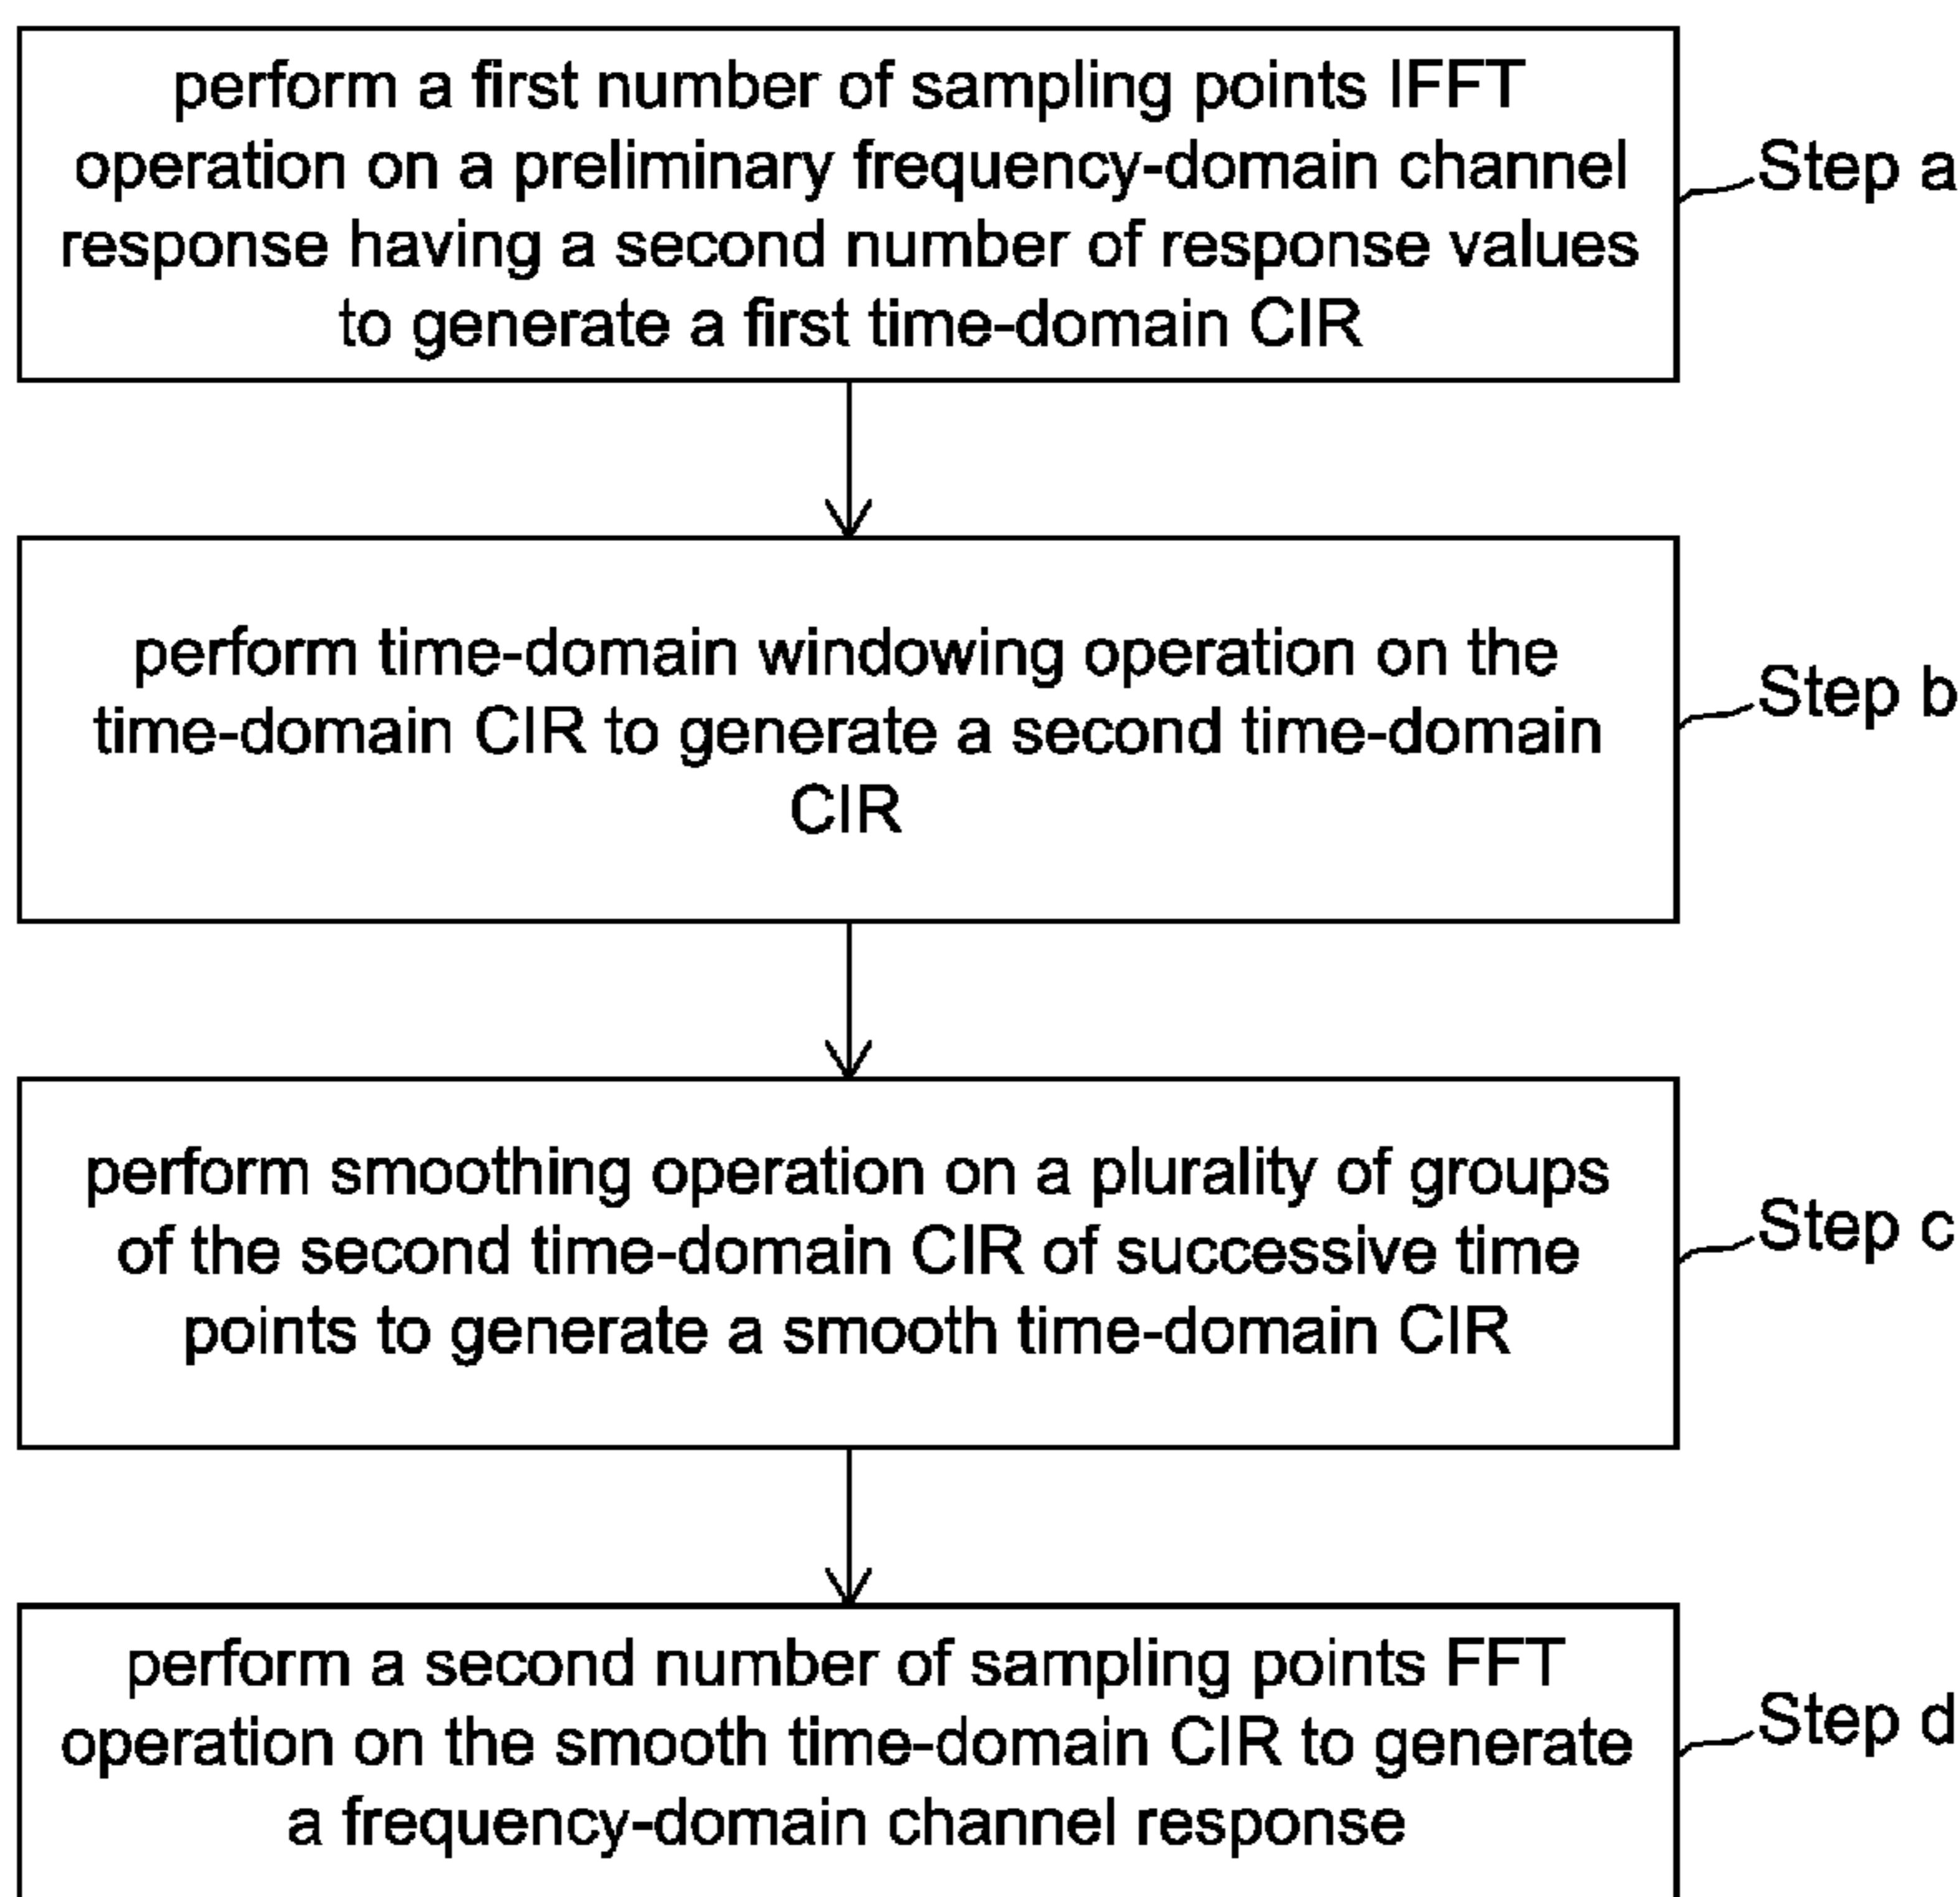 perform a first number of sampling points IFFT
operation on a preliminary frequency-domain channel
response having a second number of response values
to generate a first time-domain CIR
Step a
perform time-domain windowing operation on the
time-domain CIR to generate a second time-domain
CIR
Step b
perform smoothing operation on a plurality of groups
of the second time-domain CIR of successive time
points to generate a smooth time-domain CIR
Step c
perform a second number of sampling points FFT
operation on the smooth time-domain CIR to generate
a frequency-domain channel response
Step d